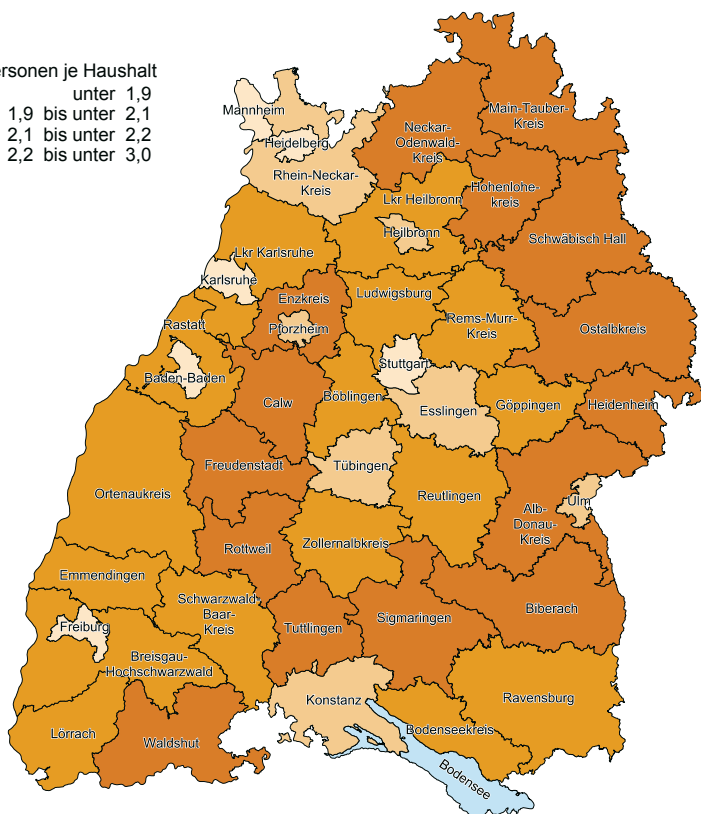 ersonen je Haushalt
unter 1,9
1,9 bis unter 2,1
2,1 bis unter 2,2
2,2 bis unter 3,0
Mannheim
Heidelberg
Rhein-Neckar-
Kreis
Neckar-
Odenwald-
Kreis
Main-Tauber-
Kreis
Hohenlohe-
kreis
Lkr Heilbronn
Heilbronn
Schwäbisch Hall
Lkr Karlsruhe
Karlsruhe
Enzkreis
Pforzheim
Ludwigsburg
Rems-Murr-
Kreis
Ostalbkreis
Rastatt
Baden-Baden
Stuttgart
Calw
Böblingen
Esslingen
Göppingen
Heidenheim
Freudenstadt
Tübingen
Reutlingen
Ortenaukreis
Alb-
Donau-
Kreis
Ulm
Rottweil
Zollernalbkreis
Emmendingen
Schwarzwald
Baar-
Kreis
Tuttlingen
Sigmaringen
Biberach
Freiburg
Breisgau-
Hochschwarzwald
Konstanz
Ravensburg
Lörrach
Waldshut
Bodenseekreis
Bodensee